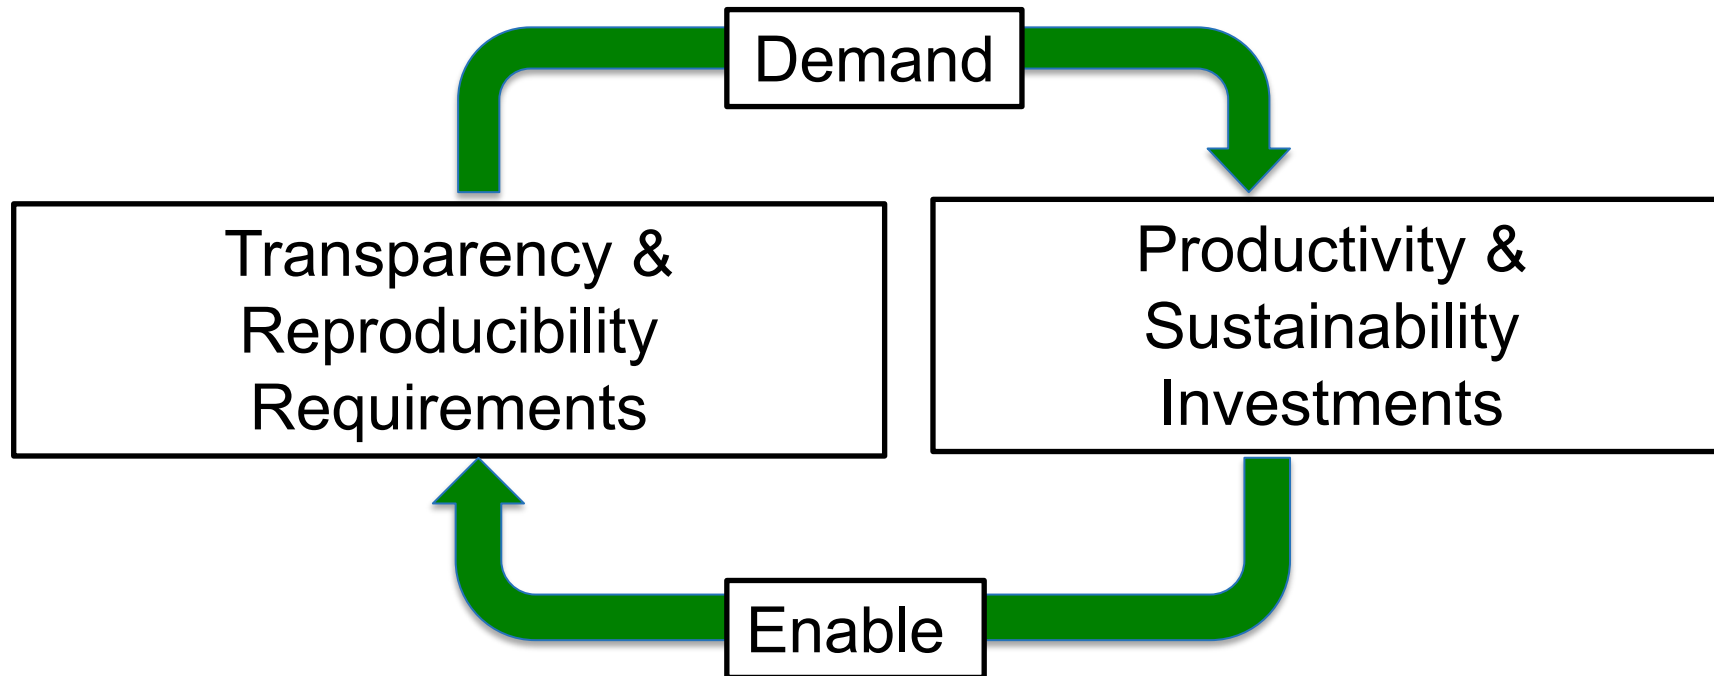 Demand
Transparency &
Reproducibility
Requirements
Productivity &
Sustainability
Investments
Enable